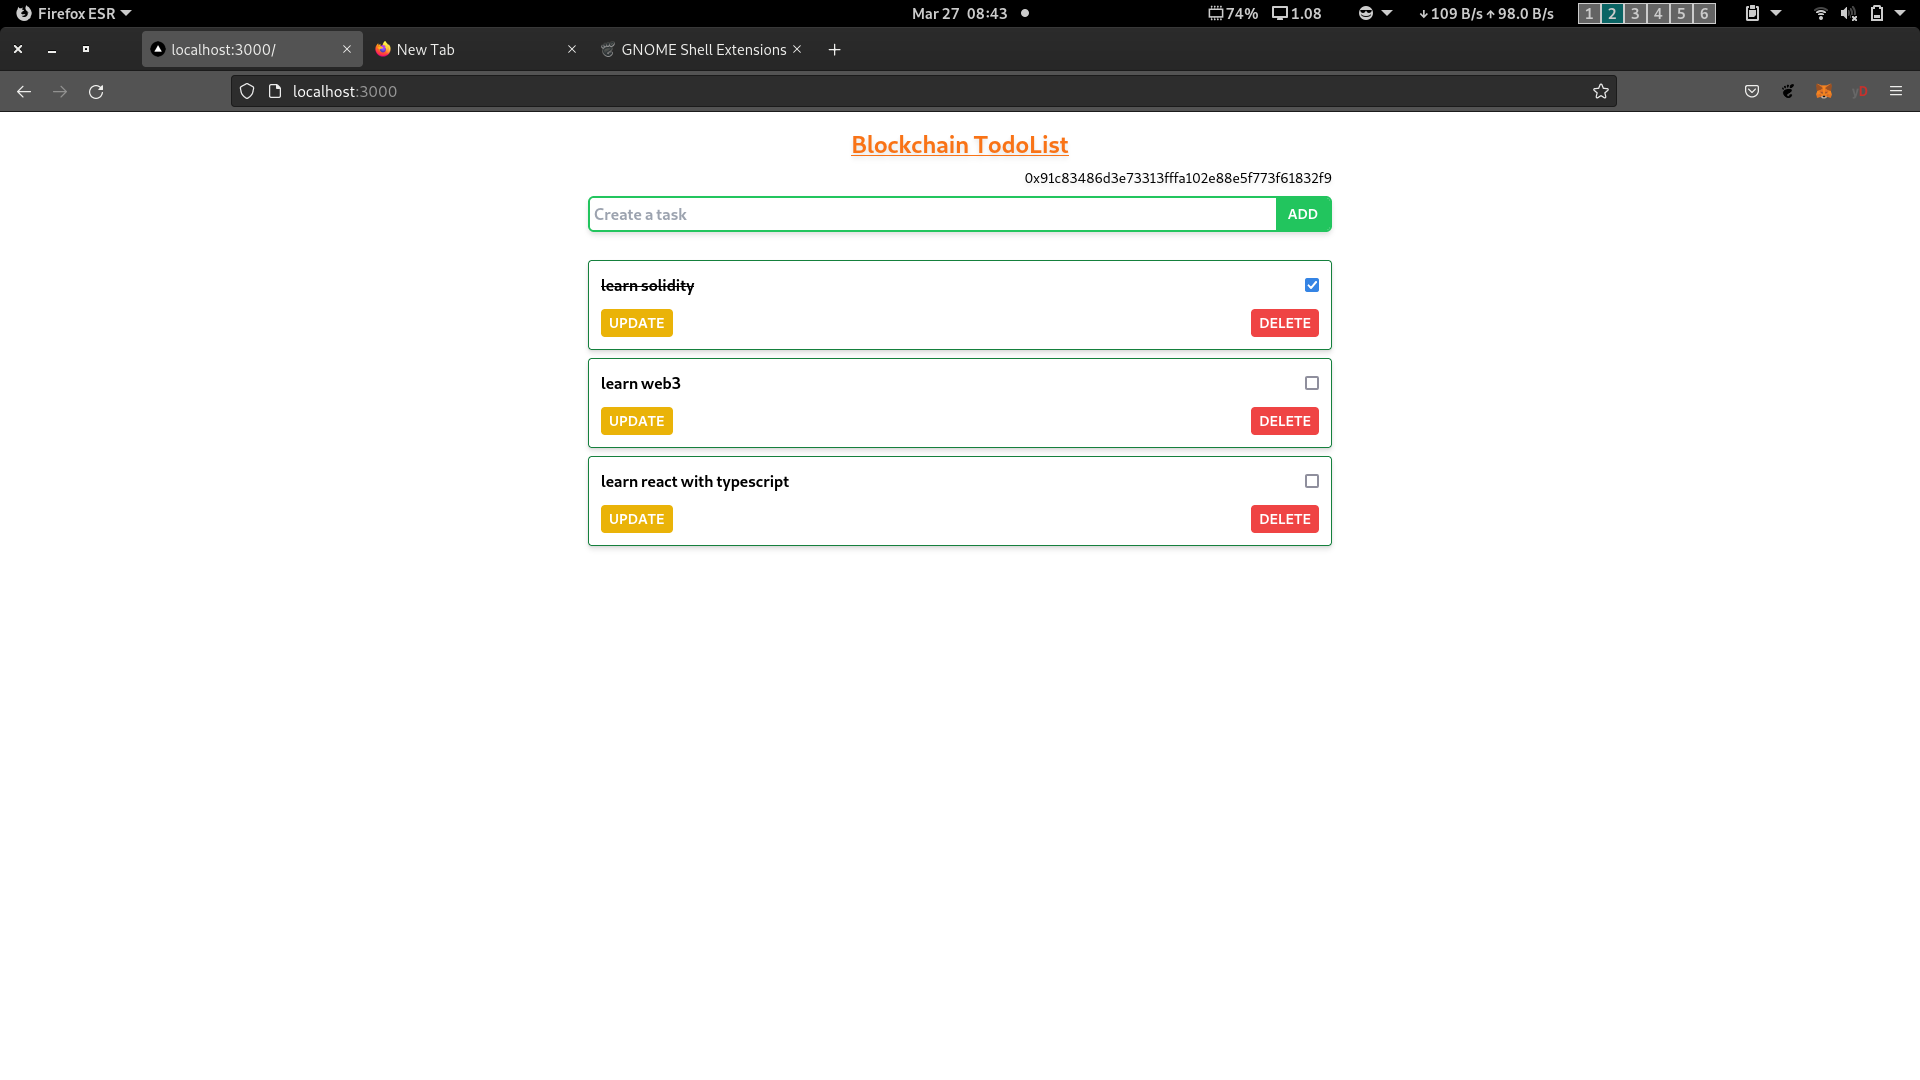 Firefox ESR Mar 27 08:43 74% 1.08 109 B/s 98.0 B/s 1 2 3 4 5 6
localhost:3000/ New Tab GNOME Shell Extensions
localhost:3000 yD
Blockchain TodoList
0x91c83486d3e73313fffa102e88e5f773f61832f9
Create a task ADD
learn solidity
UPDATE DELETE
learn web3
UPDATE DELETE
learn react with typescript
UPDATE DELETE